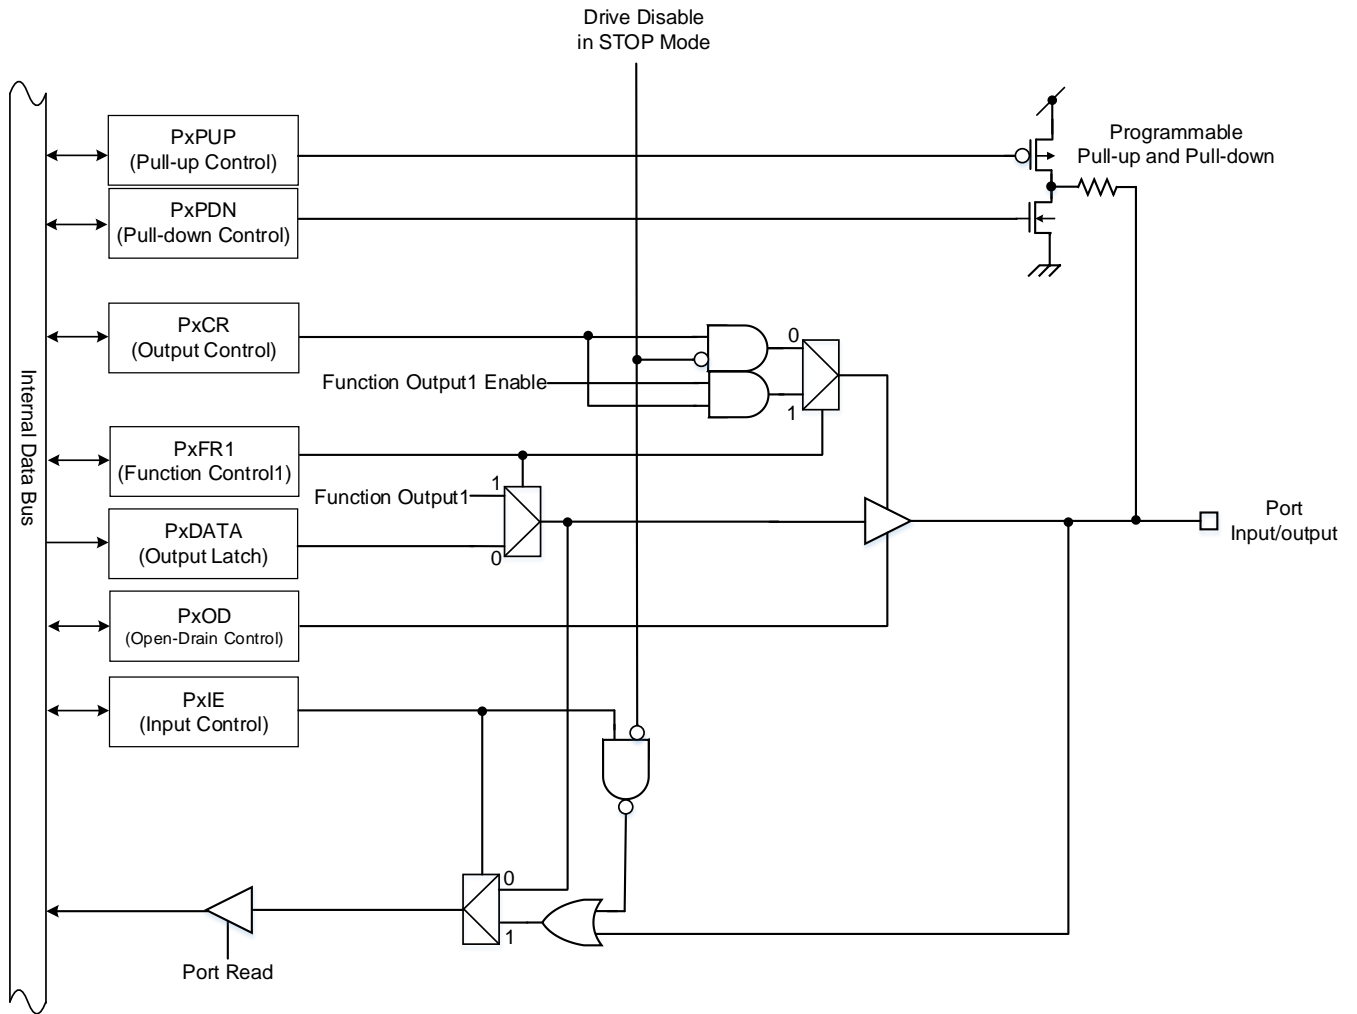 Drive Disable
in STOP Mode
PxPUP
(Pull-up Control)
Programmable
Pull-up and Pull-down
PxPDN
(Pull-down Control)
PxCR
(Output Control)
0
Function Output1 Enable
1
Internal Data Bus
PxFR1
(Function Control1)
1
Function Output1
0
PxDATA
(Output Latch)
Port
Input/output
PxOD
(Open-Drain Control)
PxIE
(Input Control)
0
1
Port Read